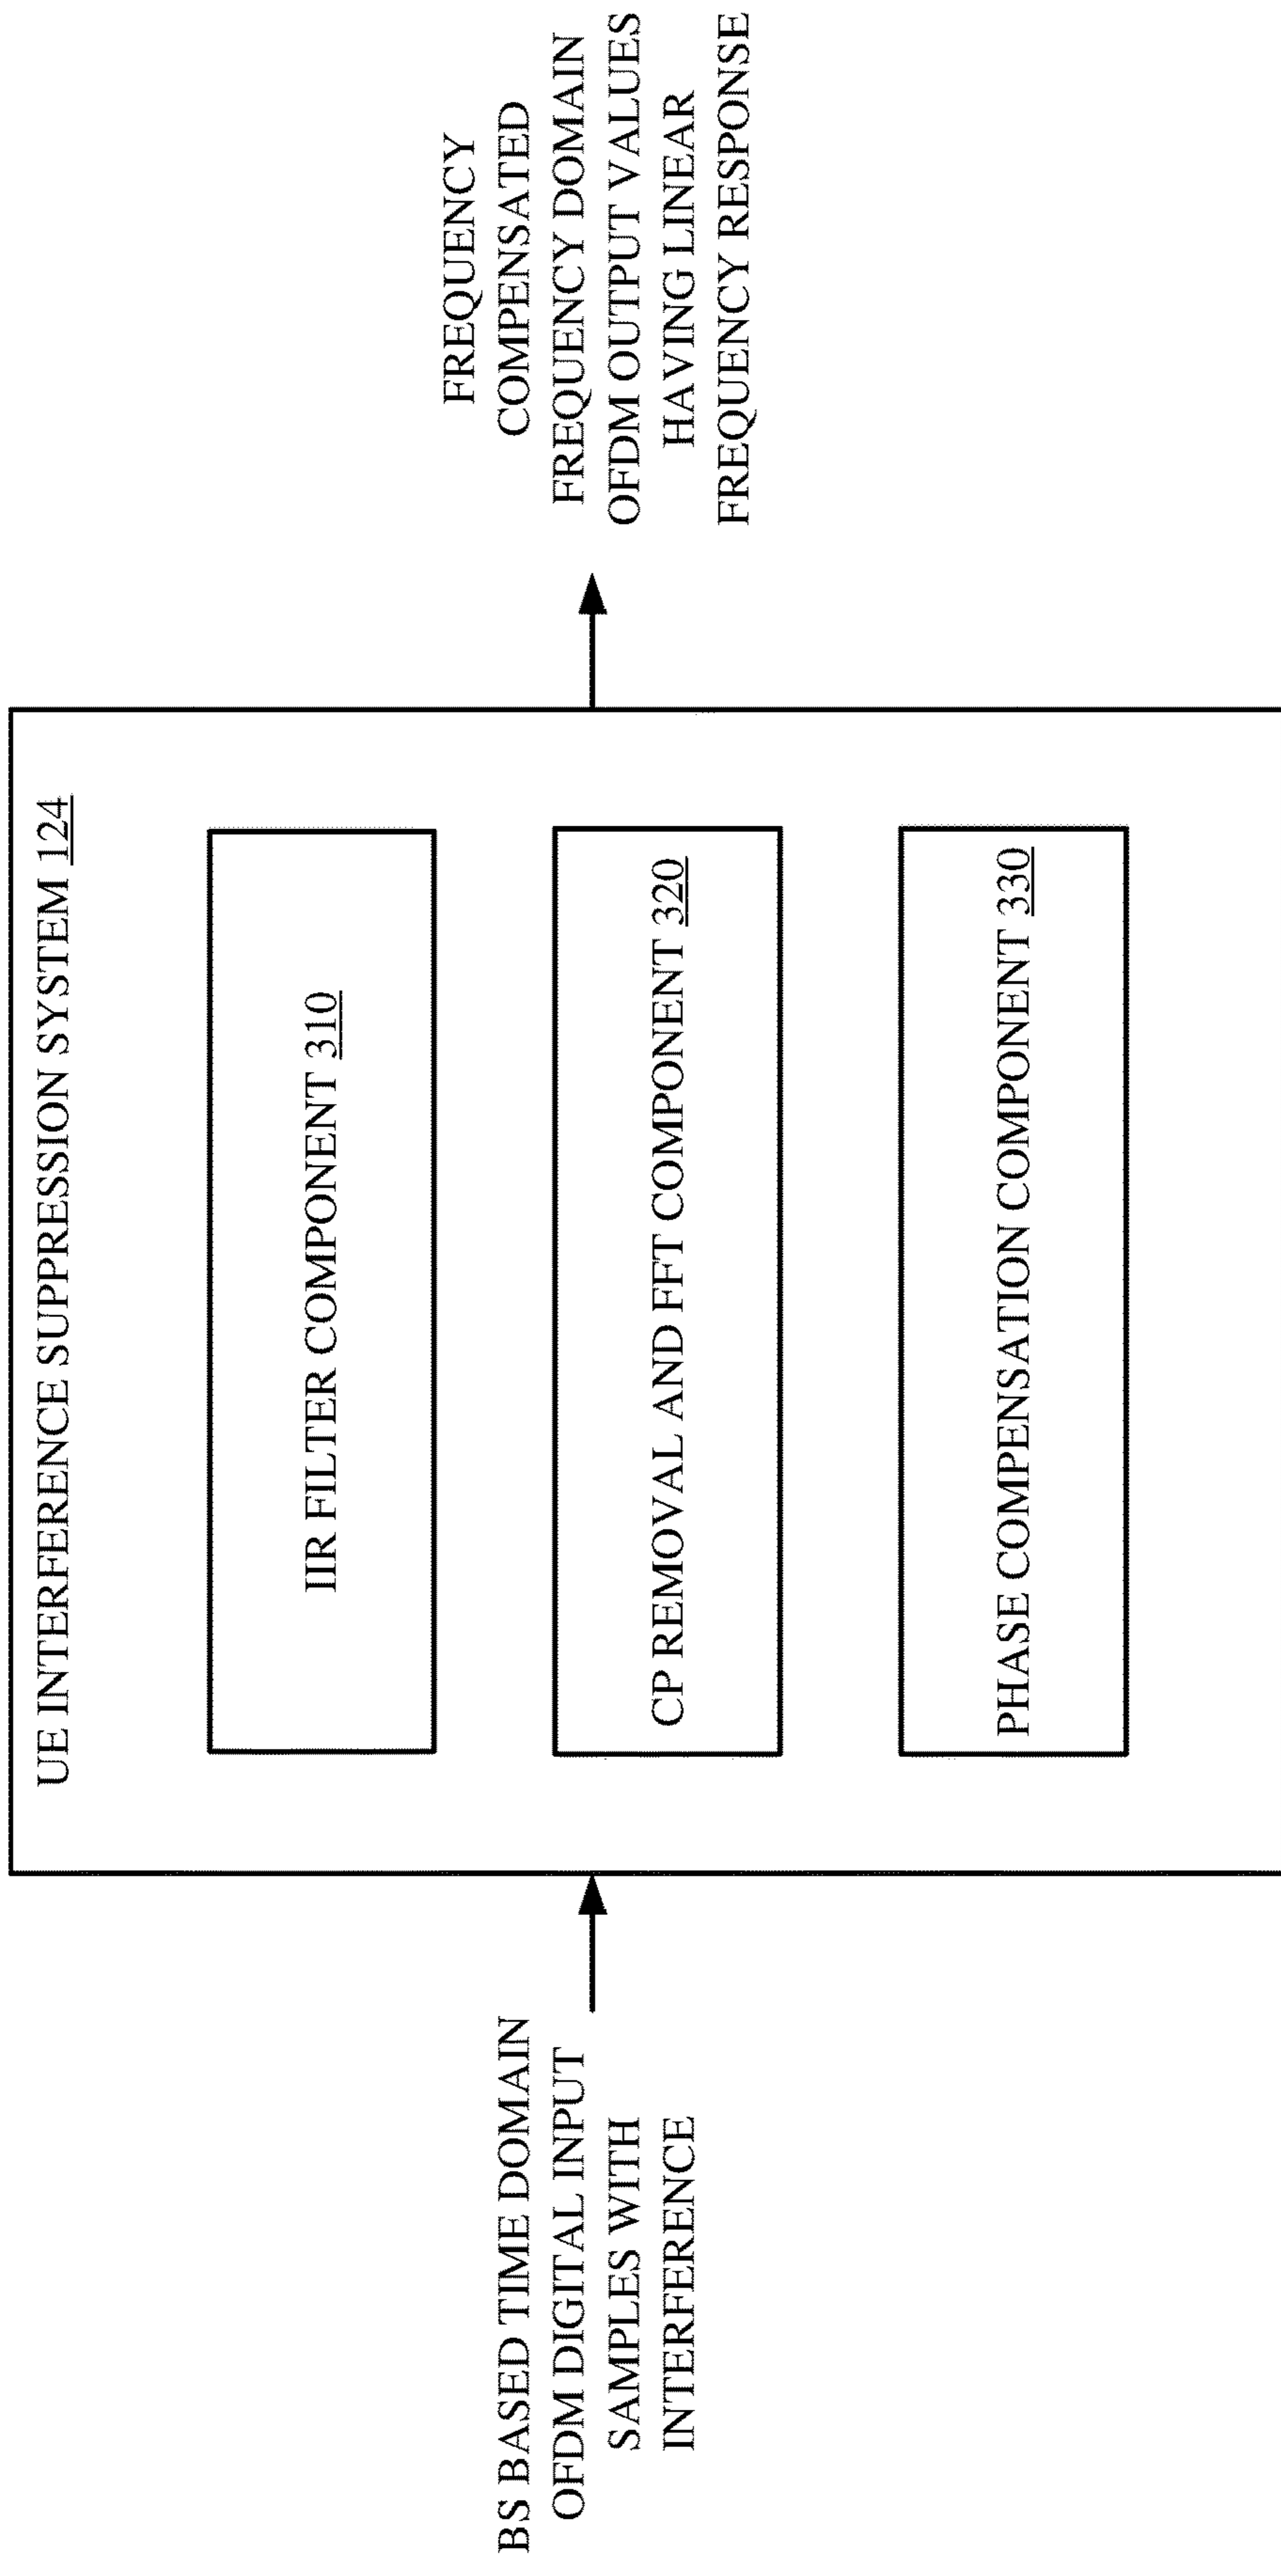 UE INTERFERENCE SUPPRESSION SYSTEM 124
BS BASED TIME DOMAIN
OFDM DIGITAL INPUT
SAMPLES WITH
INTERFERENCE
IIR FILTER COMPONENT 310
CP REMOVAL AND FFT COMPONENT 320
PHASE COMPENSATION COMPONENT 330
FREQUENCY
COMPENSATED
FREQUENCY DOMAIN
OFDM OUTPUT VALUES
HAVING LINEAR
FREQUENCY RESPONSE